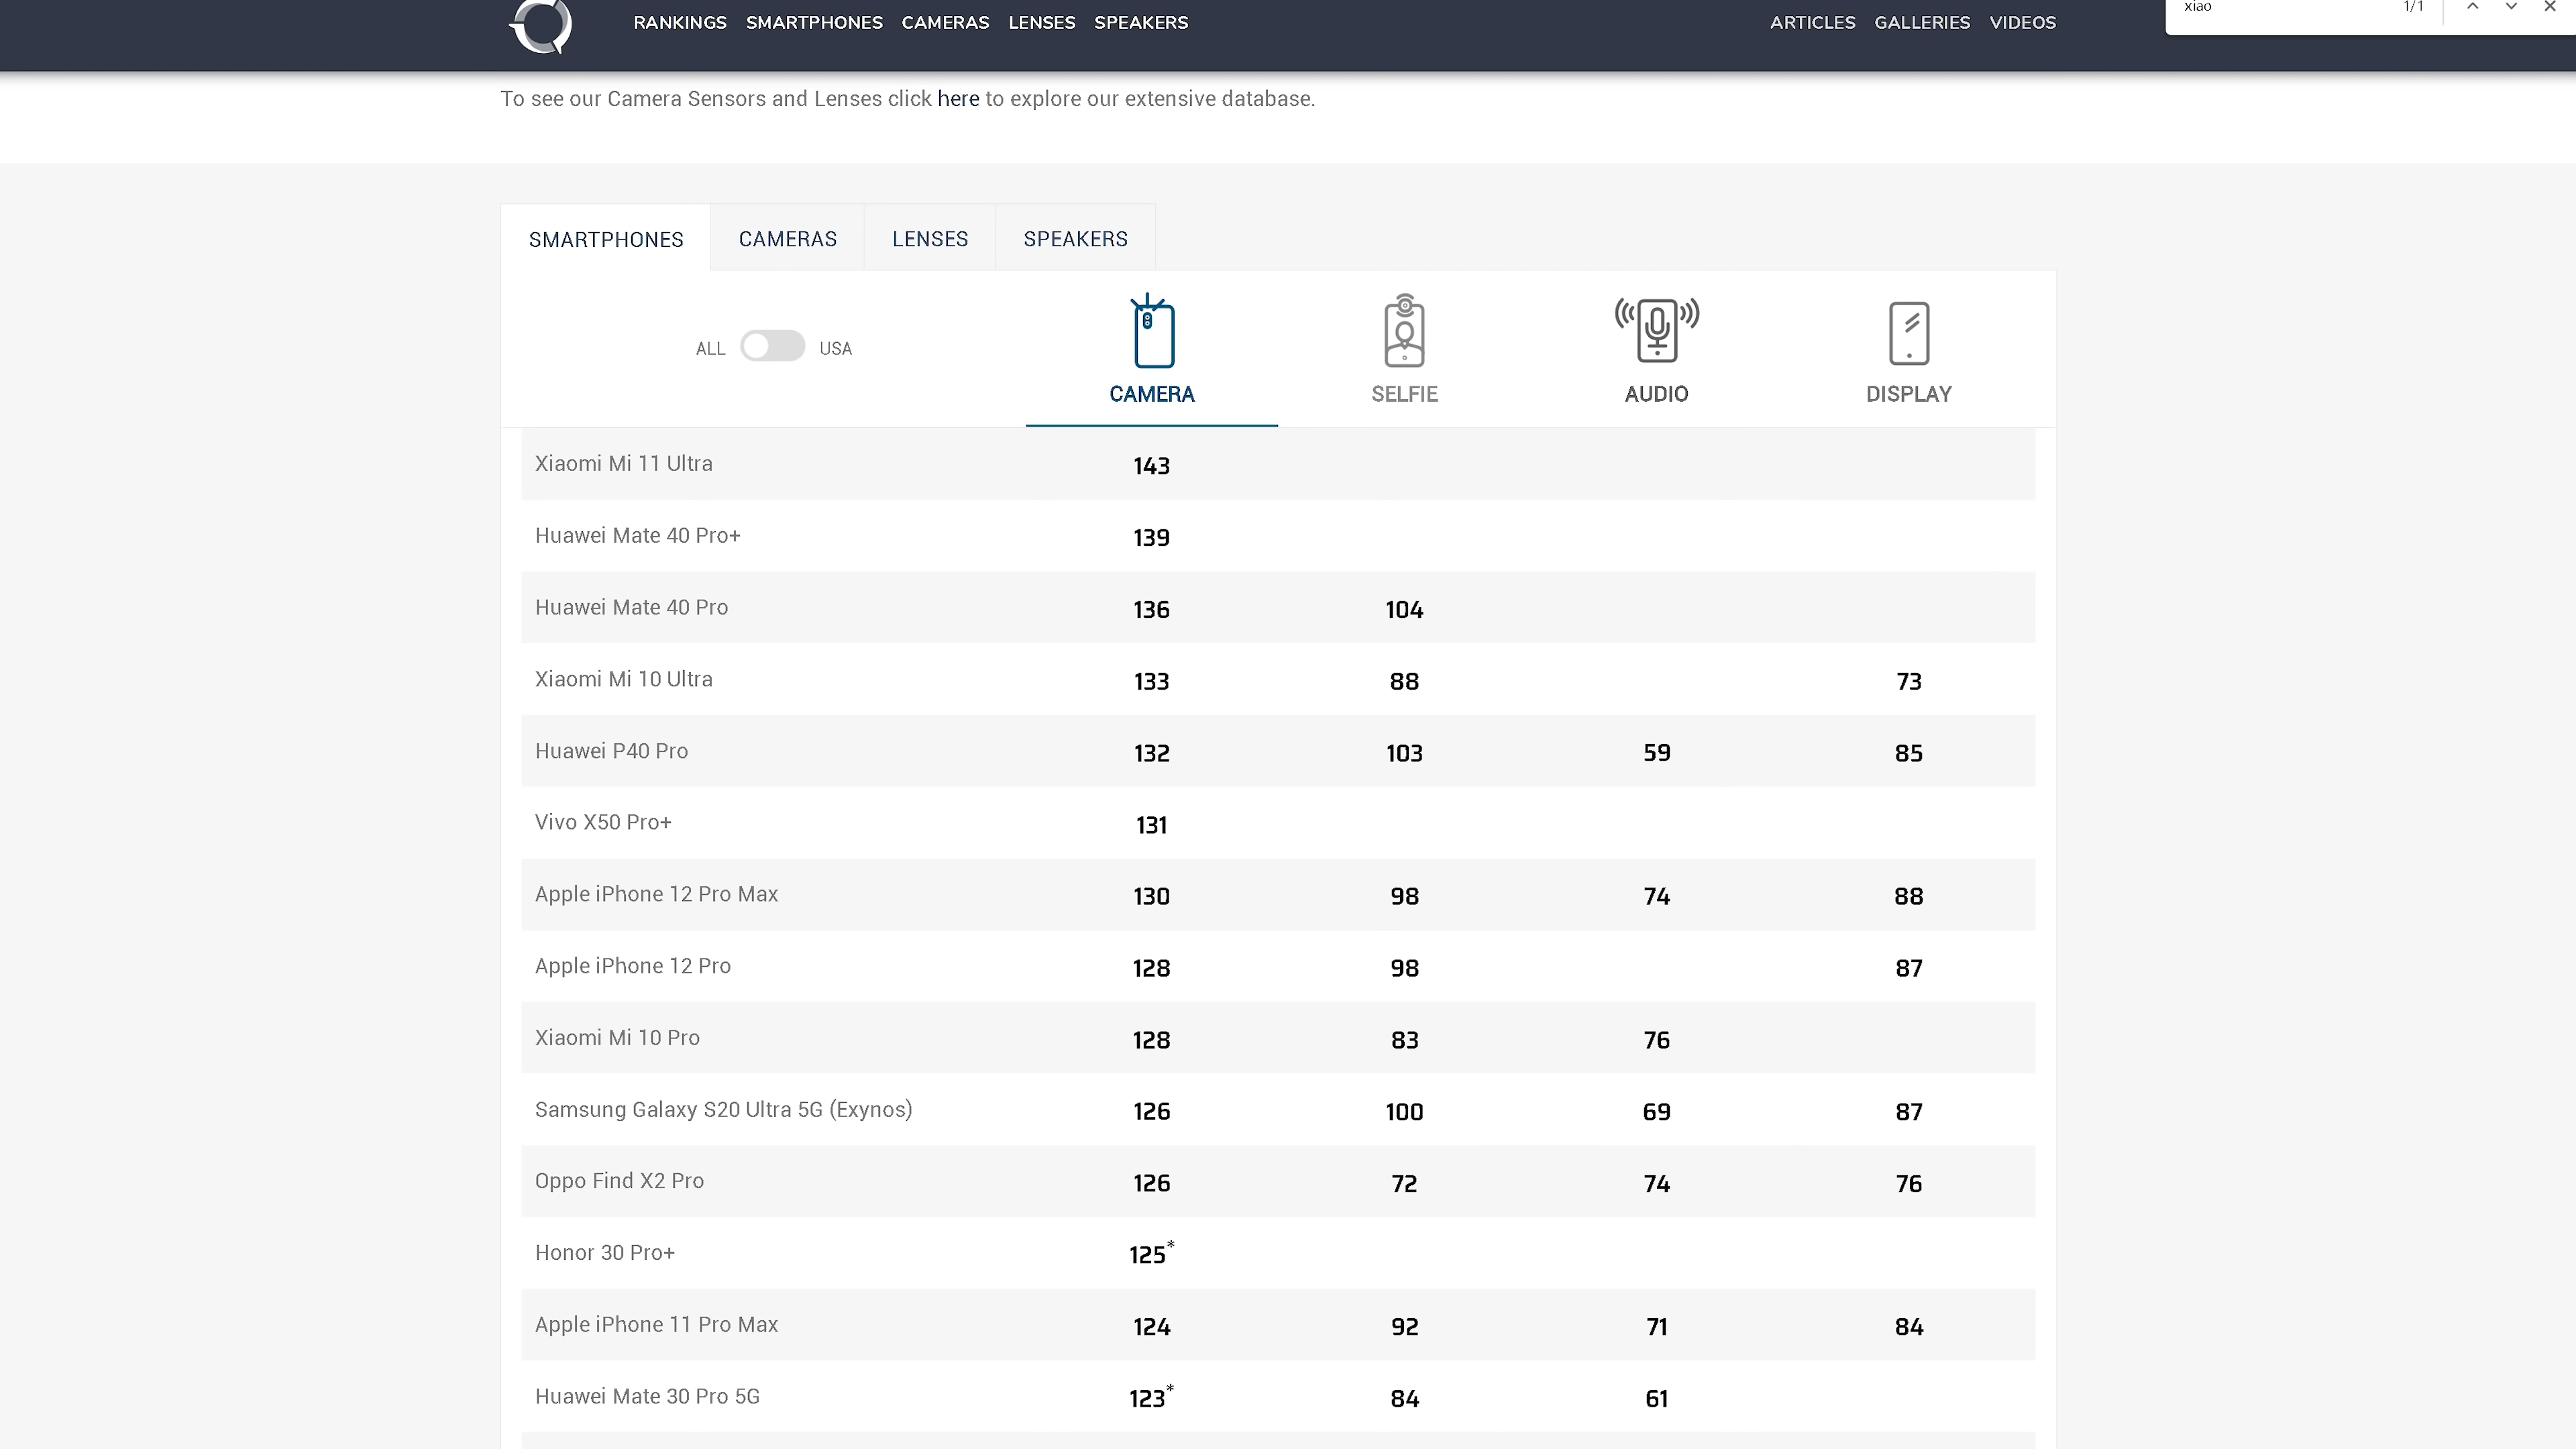 RANKINGS SMARTPHONES CAMERAS LENSES SPEAKERS ARTICLES GALLERIES VIDEOS xiao 1/1
To see our Camera Sensors and Lenses click here to explore our extensive database.
SMARTPHONES CAMERAS LENSES SPEAKERS
ALL USA
CAMERA SELFIE AUDIO DISPLAY
Xiaomi Mi 11 Ultra 143
Huawei Mate 40 Pro+ 139
Huawei Mate 40 Pro 136 104
Xiaomi Mi 10 Ultra 133 88 73
Huawei P40 Pro 132 103 59 85
Vivo X50 Pro+ 131
Apple iPhone 12 Pro Max 130 98 74 88
Apple iPhone 12 Pro 128 98 87
Xiaomi Mi 10 Pro 128 83 76
Samsung Galaxy S20 Ultra 5G (Exynos) 126 100 69 87
Oppo Find X2 Pro 126 72 74 76
Honor 30 Pro+ 125*
Apple iPhone 11 Pro Max 124 92 71 84
Huawei Mate 30 Pro 5G 123* 84 61